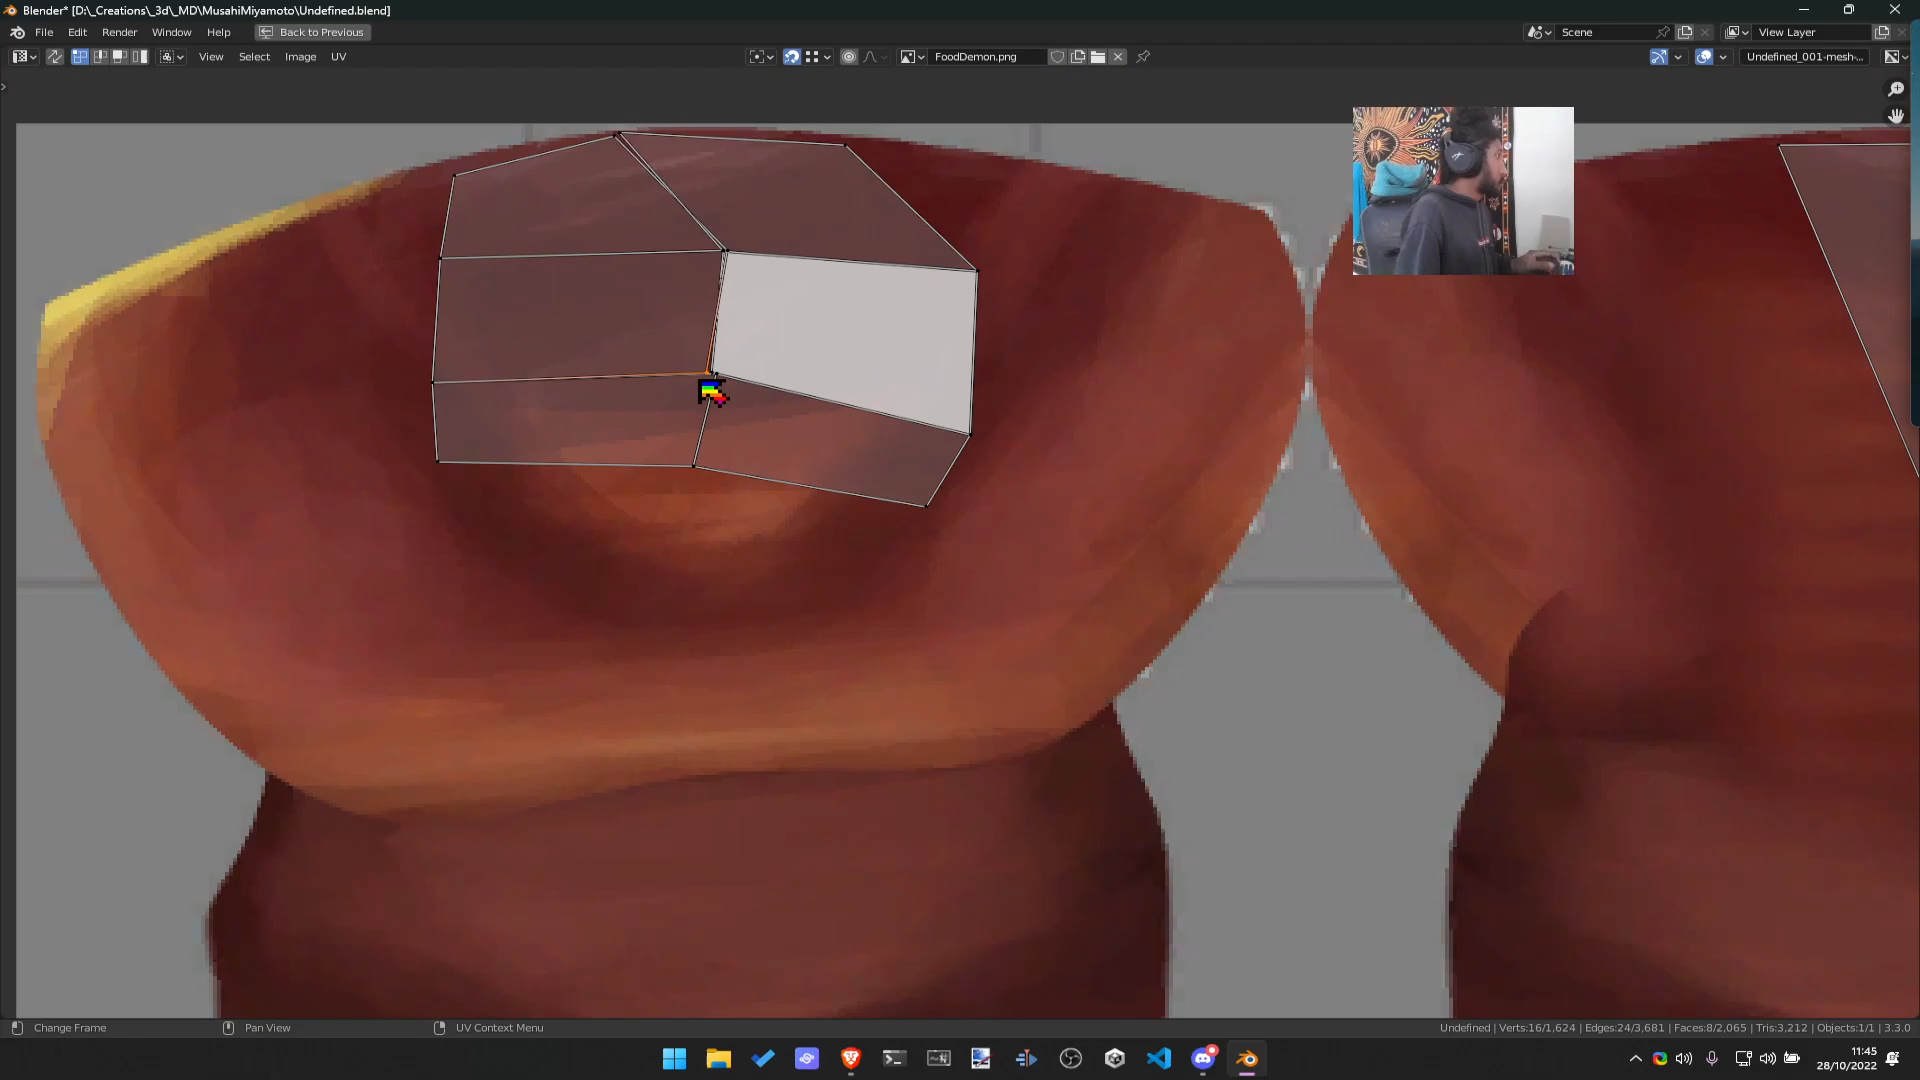 Blender* [D:\_Creations\_3d\_MD\MusahiMiyamoto\Undefined.blend]
File Edit Render Window Help Back to Previous
Scene
View Layer
View Select Image UV
FoodDemon.png
Undefined_001-mesh-...
Change Frame
Pan View
UV Context Menu
Undefined | Verts:16/1,624 | Edges:24/3,681 | Faces:8/2,065 | Tris:3,212 | Objects:1/1 | 3.3.0
11:45
28/10/2022